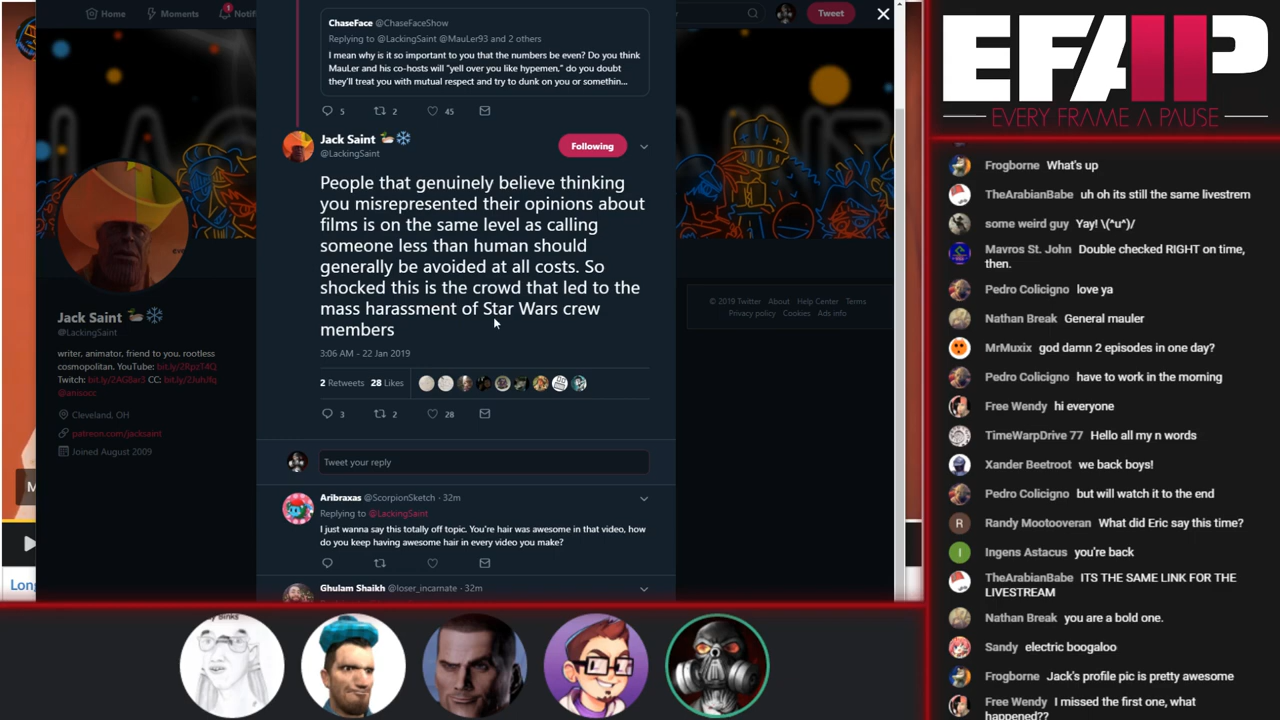 Home
Moments
1
Notifi
Tweet
ChaseFace @ChaseFaceShow
Replying to @LackingSaint @MauLer93 and 2 others
I mean why is it so important to you that the numbers be even? Do you think
MauLer and his co-hosts will "yell over you like hypemen," do you doubt
they'll treat you with mutual respect and try to dunk on you or somethin...
5 2 45
Jack Saint
@LackingSaint
Following
People that genuinely believe thinking
you misrepresented their opinions about
films is on the same level as calling
someone less than human should
generally be avoided at all costs. So
shocked this is the crowd that led to the
mass harassment of Star Wars crew
members
3:06 AM - 22 Jan 2019
2 Retweets 28 Likes
3 2 28
Tweet your reply
Aribraxas @ScorpionSketch · 32m
Replying to @LackingSaint
I just wanna say this totally off topic. You're hair was awesome in that video, how
do you keep having awesome hair in every video you make?
Ghulam Shaikh @loser_incarnate · 32m
Jack Saint
@LackingSaint
writer, animator, friend to you. rootless
cosmopolitan. YouTube: bit.ly/2RpzT4Q
@anisocc
Cleveland, OH
patreon.com/jacksaint
Joined August 2009
© 2019 Twitter About Help Center Terms
Privacy policy Cookies Ads info
M
Lon
EFAP
EVERY FRAME A PAUSE
Frogborne What's up
TheArabianBabe uh oh its still the same livestrem
some weird guy Yay! \(^u^)/
Mavros St. John Double checked RIGHT on time,
then.
Pedro Colicigno love ya
Nathan Break General mauler
MrMuxix god damn 2 episodes in one day?
Pedro Colicigno have to work in the morning
Free Wendy hi everyone
TimeWarpDrive 77 Hello all my n words
Xander Beetroot we back boys!
Pedro Colicigno but will watch it to the end
R
Randy Mootooveran What did Eric say this time?
I
Ingens Astacus you're back
TheArabianBabe ITS THE SAME LINK FOR THE
LIVESTREAM
Nathan Break you are a bold one.
Sandy electric boogaloo
Frogborne Jack's profile pic is pretty awesome
Free Wendy I missed the first one, what
happened??